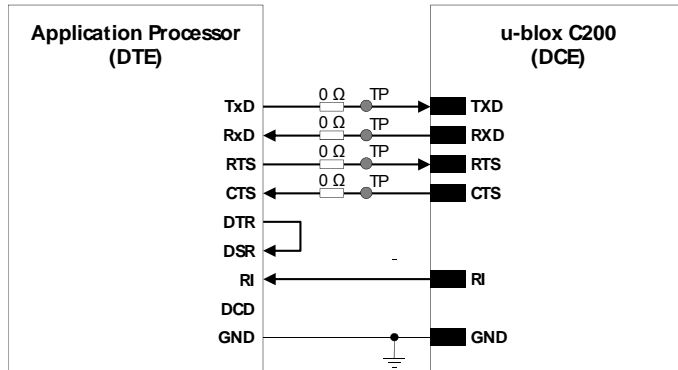 Application Processor
(DTE)
u-blox C200
(DCE)
TxD 0 Ω TP TXD
RxD 0 Ω TP RXD
RTS 0 Ω TP RTS
CTS 0 Ω TP CTS
DTR
DSR
RI RI
DCD
GND GND